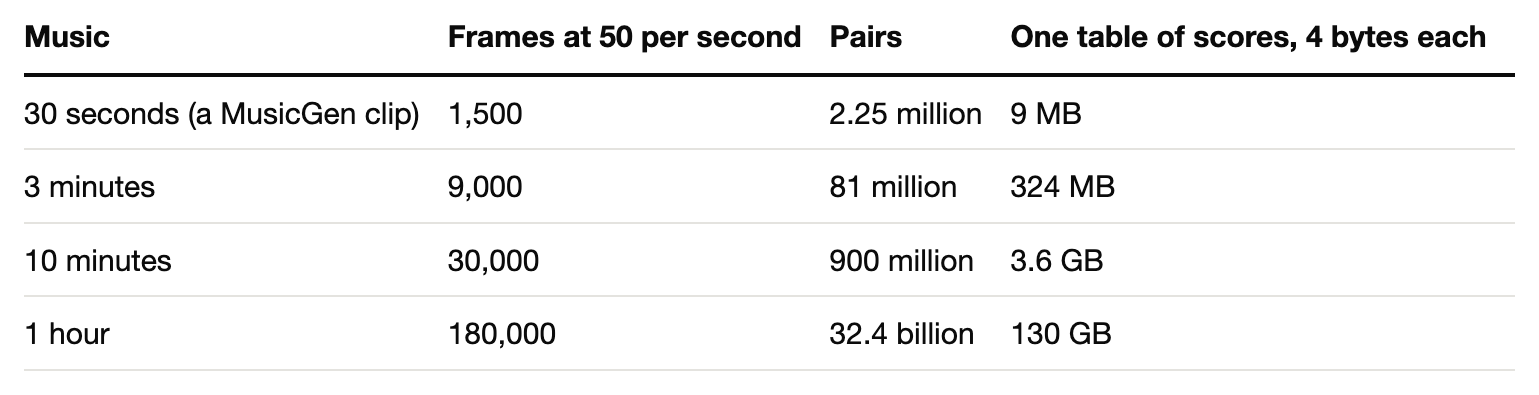 Music Frames at 50 per second Pairs One table of scores, 4 bytes each
30 seconds (a MusicGen clip) 1,500 2.25 million 9 MB
3 minutes 9,000 81 million 324 MB
10 minutes 30,000 900 million 3.6 GB
1 hour 180,000 32.4 billion 130 GB